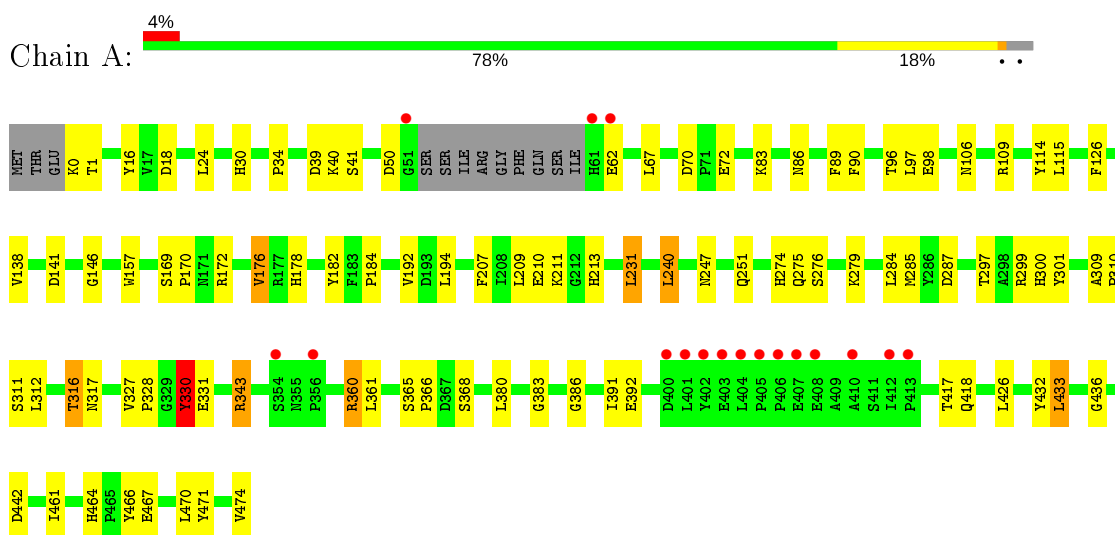 4%
Chain A:
78% 18% • •
MET THR GLU K0 T1 Y16 V17 D18 L24 H30 P34 D39 K40 S41 D50 G51 SER SER ILE ARG GLY PHE GLN SER ILE H61 E62 L67 D70 P71 E72 K83 N86 F89 F90 T96 L97 E98 N106 R109 Y114 L115 F126
V138 D141 G146 W157 S169 P170 N171 R172 V176 R177 H178 Y182 F183 P184 V192 D193 L194 F207 I208 L209 E210 K211 G212 H213 L231 L240 N247 Q251 H274 Q275 S276 K279 L284 M285 Y286 D287 T297 A298 R299 H300 Y301 A309
S311 L312 T316 N317 V327 P328 G329 Y330 E331 R343 S354 N355 P356 R360 L361 S365 P366 D367 S368 L380 G383 G386 I391 E392 D400 L401 Y402 E403 L404 P405 P406 E407 E408 A409 A410 S411 I412 P413 T417 Q418 L426 Y432 L433 G436
D442 I461 H464 P465 Y466 E467 L470 Y471 V474